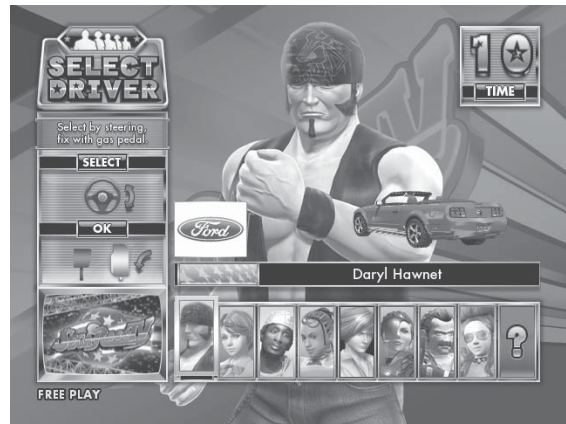 SELECT
DRIVER
Select by steering,
fix with gas pedal.
SELECT
OK
10
TIME
Ford
Daryl Hawnet
?
FREE PLAY